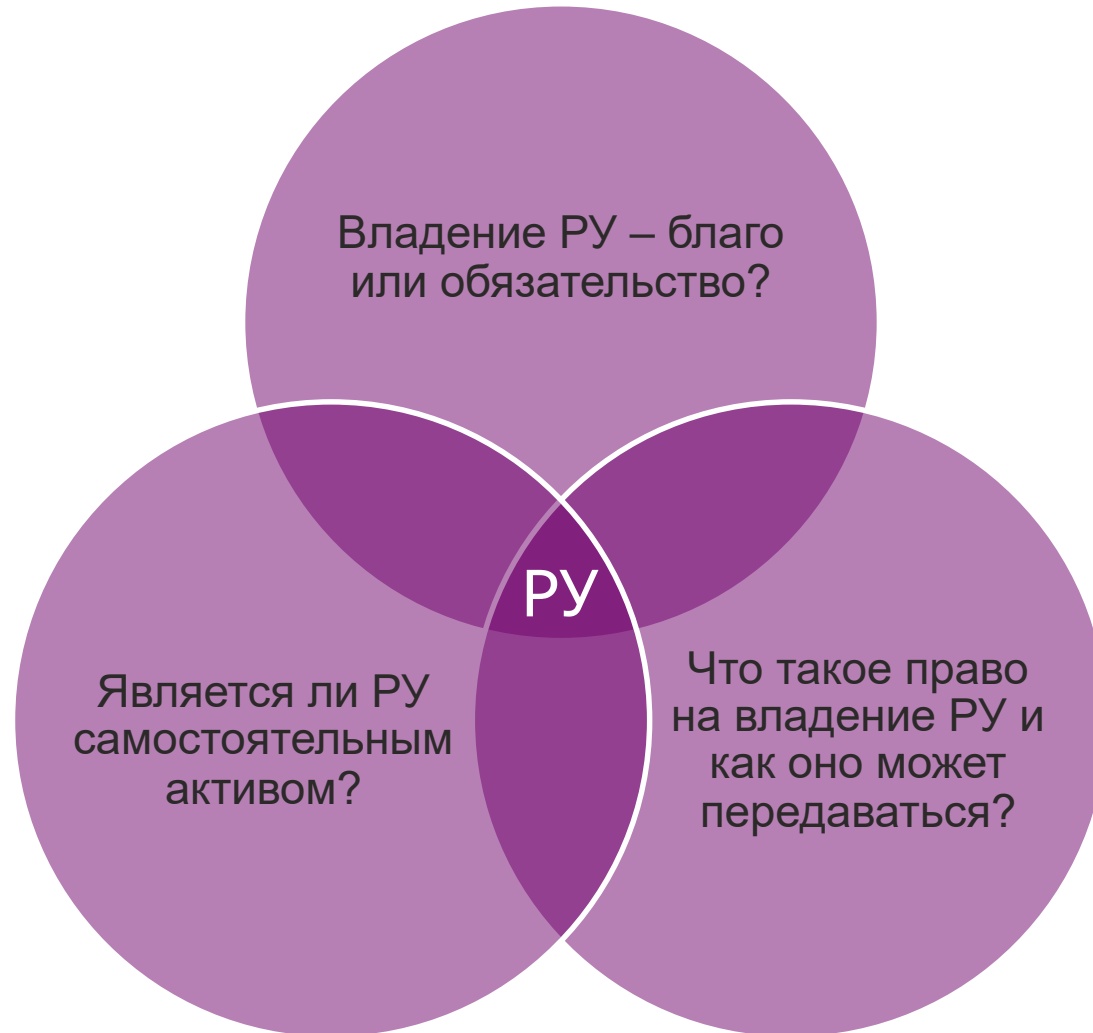 Владение РУ – благо
или обязательство?
РУ
Является ли РУ
самостоятельным
активом?
Что такое право
на владение РУ и
как оно может
передаваться?